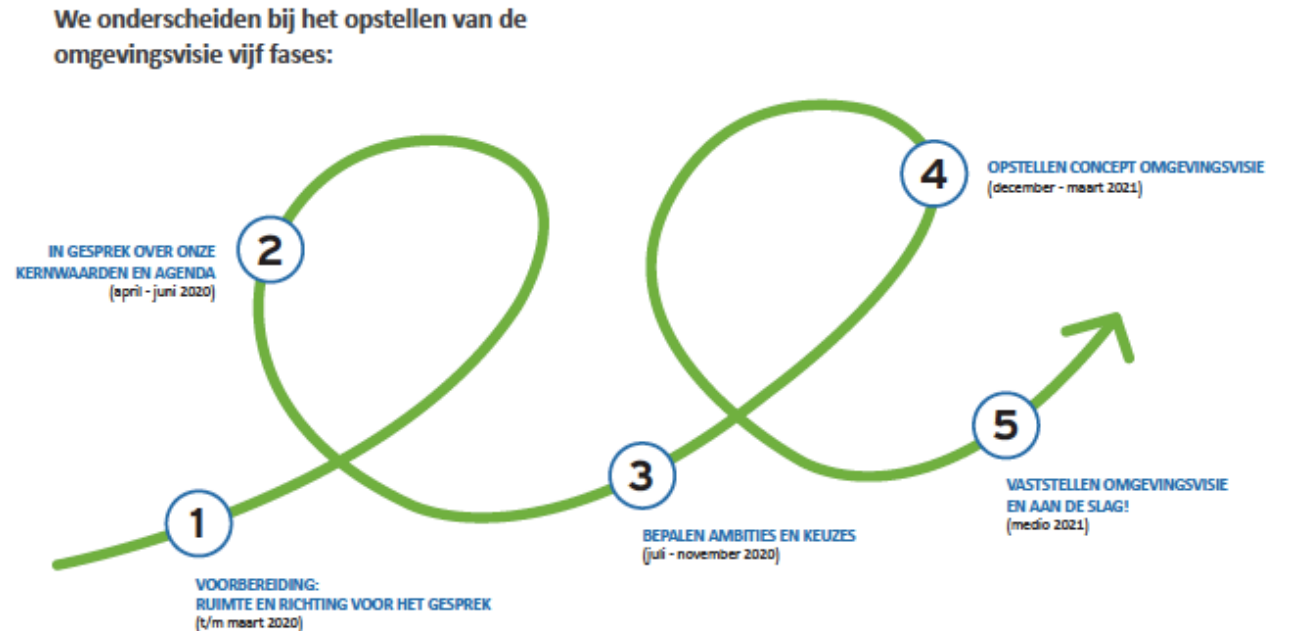 We onderscheiden bij het opstellen van de
omgevingsvisie vijf fases:
1
VOORBEREIDING:
RUIMTE EN RICHTING VOOR HET GESPREK
(t/m maart 2020)
2
IN GESPREK OVER ONZE
KERNWAARDEN EN AGENDA
(april - juni 2020)
3
BEPALEN AMBITIES EN KEUZES
(juli - november 2020)
4
OPSTELLEN CONCEPT OMGEVINGSVISIE
(december - maart 2021)
5
VASTSTELLEN OMGEVINGSVISIE
EN AAN DE SLAG!
(medio 2021)